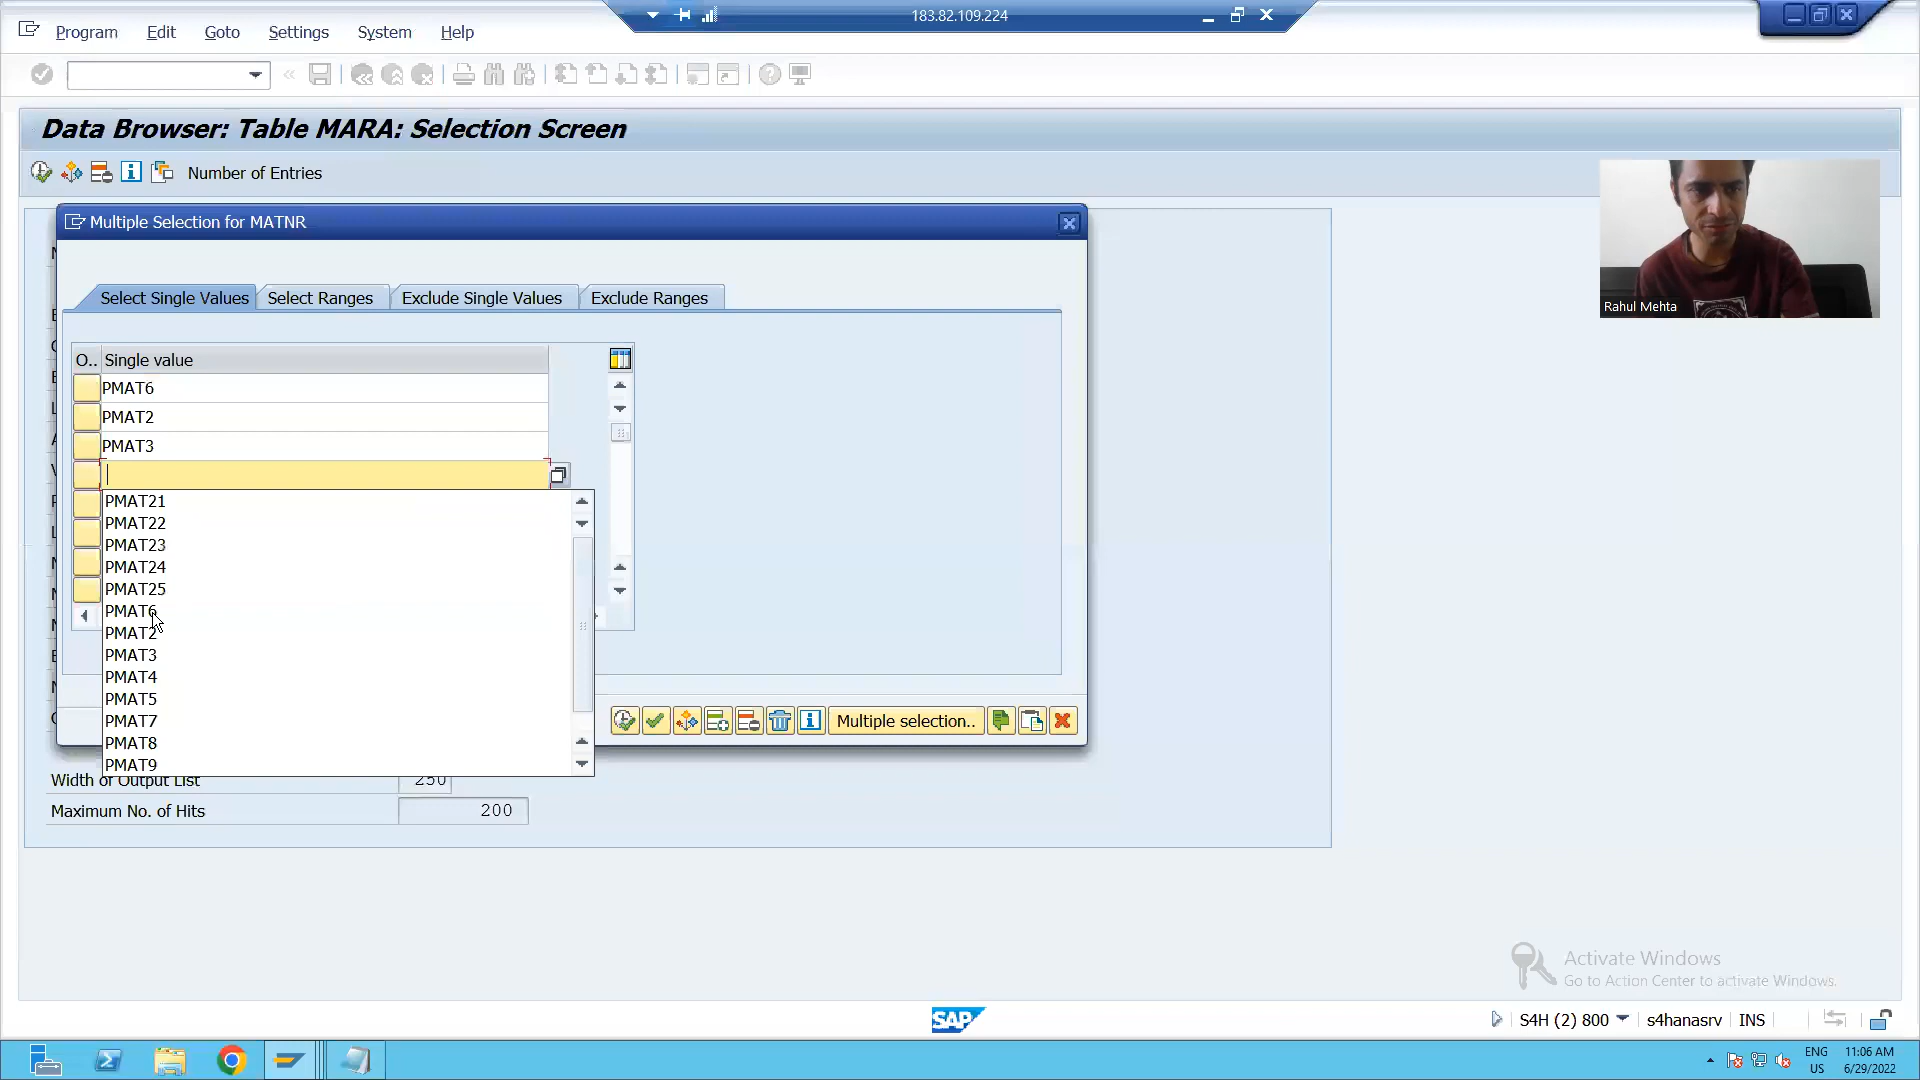 183.82.109.224
Program Edit Goto Settings System Help
Data Browser: Table MARA: Selection Screen
Number of Entries
Multiple Selection for MATNR
Select Single Values Select Ranges Exclude Single Values Exclude Ranges
O.. Single value
PMAT6
PMAT2
PMAT3
PMAT21
PMAT22
PMAT23
PMAT24
PMAT25
PMAT6
PMAT2
PMAT3
PMAT4
PMAT5
PMAT7
PMAT8
PMAT9
Multiple selection..
Width of Output List 250
Maximum No. of Hits 200
Rahul Mehta
Activate Windows
Go to Action Center to activate Windows.
SAP
S4H (2) 800 s4hanasrv INS
ENG 11:06 AM
US 6/29/2022